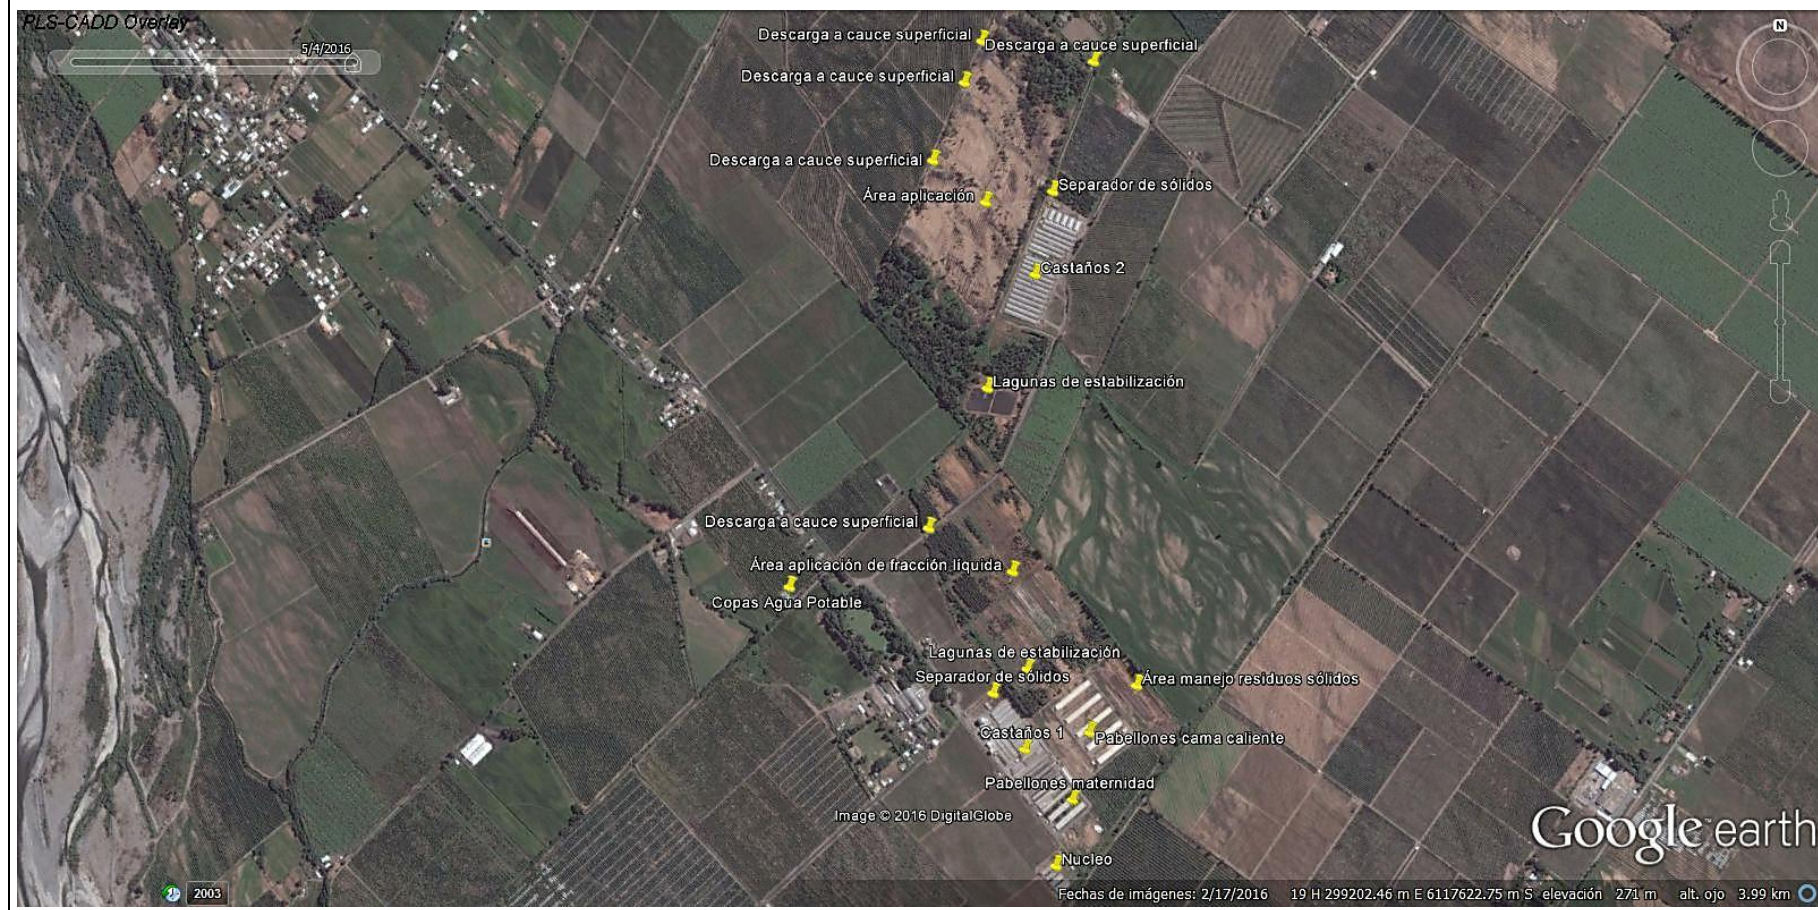 PLS-CADD Overlay
5/4/2016
N
Descarga a cauce superficial
Descarga a cauce superficial
Descarga a cauce superficial
Descarga a cauce superficial
Separador de sólidos
Área aplicación
Castaños 2
Lagunas de estabilización
Descarga a cauce superficial
Área aplicación de fracción líquida
Copas Agua Potable
Lagunas de estabilización
Separador de sólidos
Área manejo residuos sólidos
Castaños 1
Pabellones cama caliente
Pabellones maternidad
Image © 2016 DigitalGlobe
Google earth
Nucleo
2003
Fechas de imágenes: 2/17/2016 19 H 299202.46 m E 6117622.75 m S elevación 271 m alt. ojo 3.99 km